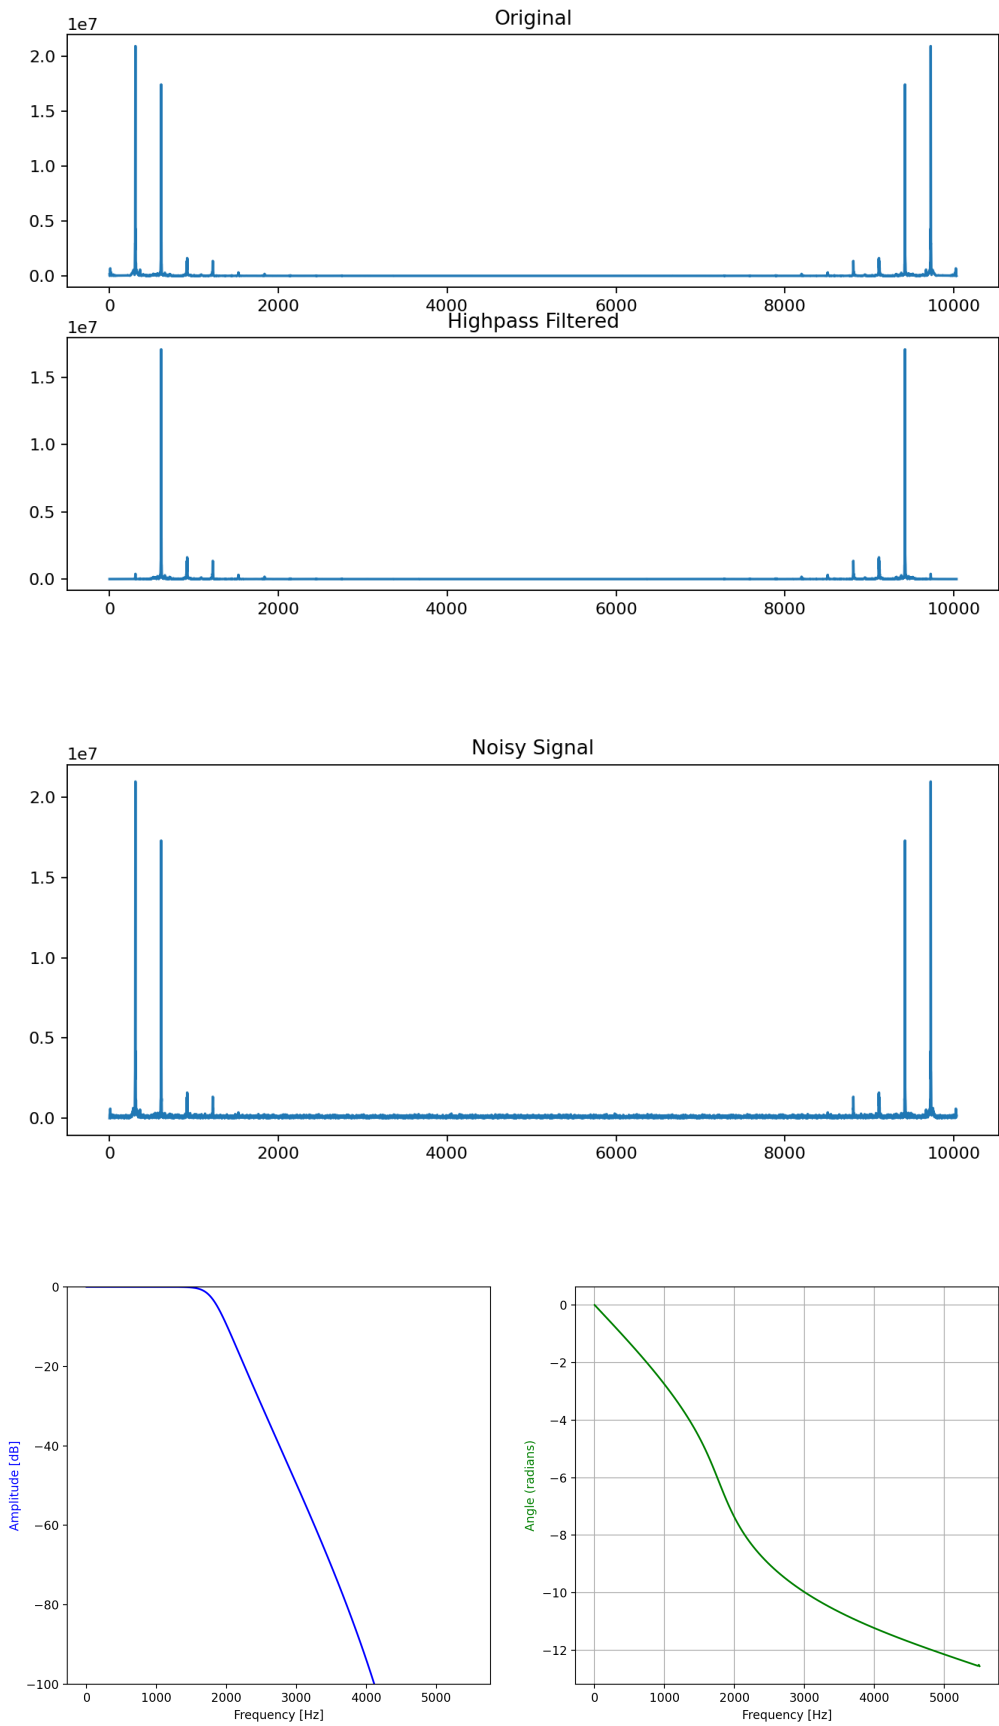 Original
1e7
2.0
1.5
1.0
0.5
0.0
0 2000 4000 6000 8000 10000
Highpass Filtered
1e7
1.5
1.0
0.5
0.0
0 2000 4000 6000 8000 10000
Noisy Signal
1e7
2.0
1.5
1.0
0.5
0.0
0 2000 4000 6000 8000 10000
Amplitude [dB]
0
−20
−40
−60
−80
−100
0 1000 2000 3000 4000 5000
Frequency [Hz]
Angle (radians)
0
−2
−4
−6
−8
−10
−12
0 1000 2000 3000 4000 5000
Frequency [Hz]